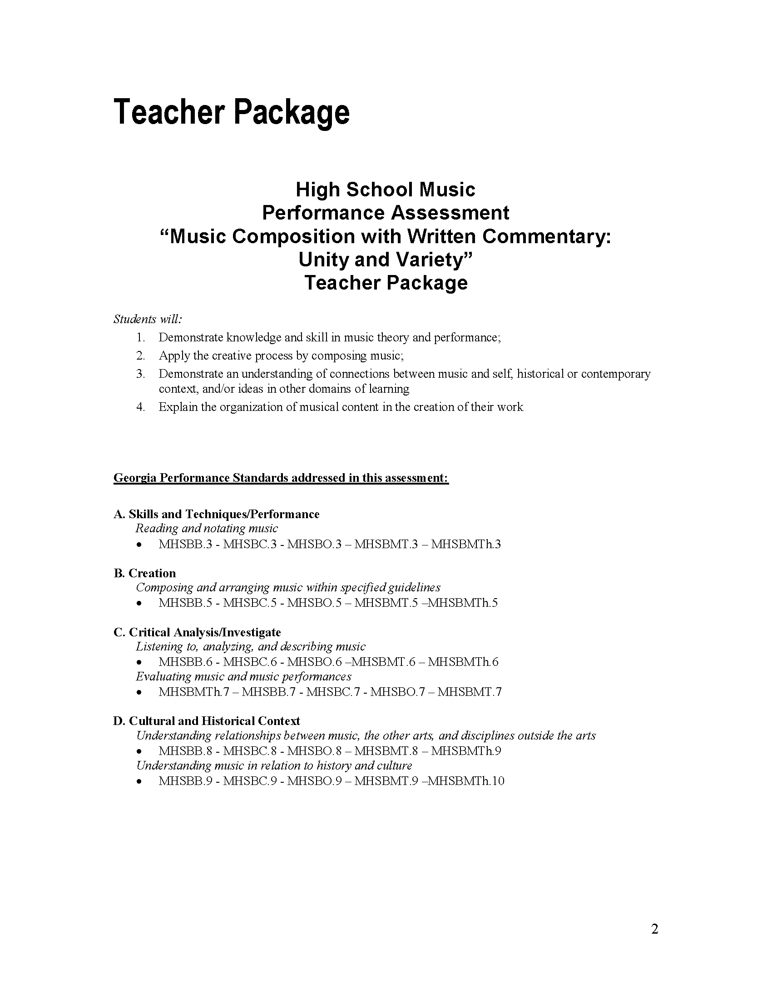 Teacher Package
High School Music
Performance Assessment
“Music Composition with Written Commentary:
Unity and Variety”
Teacher Package
Students will:
1. Demonstrate knowledge and skill in music theory and performance;
2. Apply the creative process by composing music;
3. Demonstrate an understanding of connections between music and self, historical or contemporary
context, and/or ideas in other domains of learning
4. Explain the organization of musical content in the creation of their work
Georgia Performance Standards addressed in this assessment:
A. Skills and Techniques/Performance
Reading and notating music
• MHSBB.3 - MHSBC.3 - MHSBO.3 – MHSBMT.3 – MHSBMTh.3
B. Creation
Composing and arranging music within specified guidelines
• MHSBB.5 - MHSBC.5 - MHSBO.5 – MHSBMT.5 –MHSBMTh.5
C. Critical Analysis/Investigate
Listening to, analyzing, and describing music
• MHSBB.6 - MHSBC.6 - MHSBO.6 –MHSBMT.6 – MHSBMTh.6
Evaluating music and music performances
• MHSBMTh.7 – MHSBB.7 - MHSBC.7 - MHSBO.7 – MHSBMT.7
D. Cultural and Historical Context
Understanding relationships between music, the other arts, and disciplines outside the arts
• MHSBB.8 - MHSBC.8 - MHSBO.8 – MHSBMT.8 – MHSBMTh.9
Understanding music in relation to history and culture
• MHSBB.9 - MHSBC.9 - MHSBO.9 – MHSBMT.9 –MHSBMTh.10
2